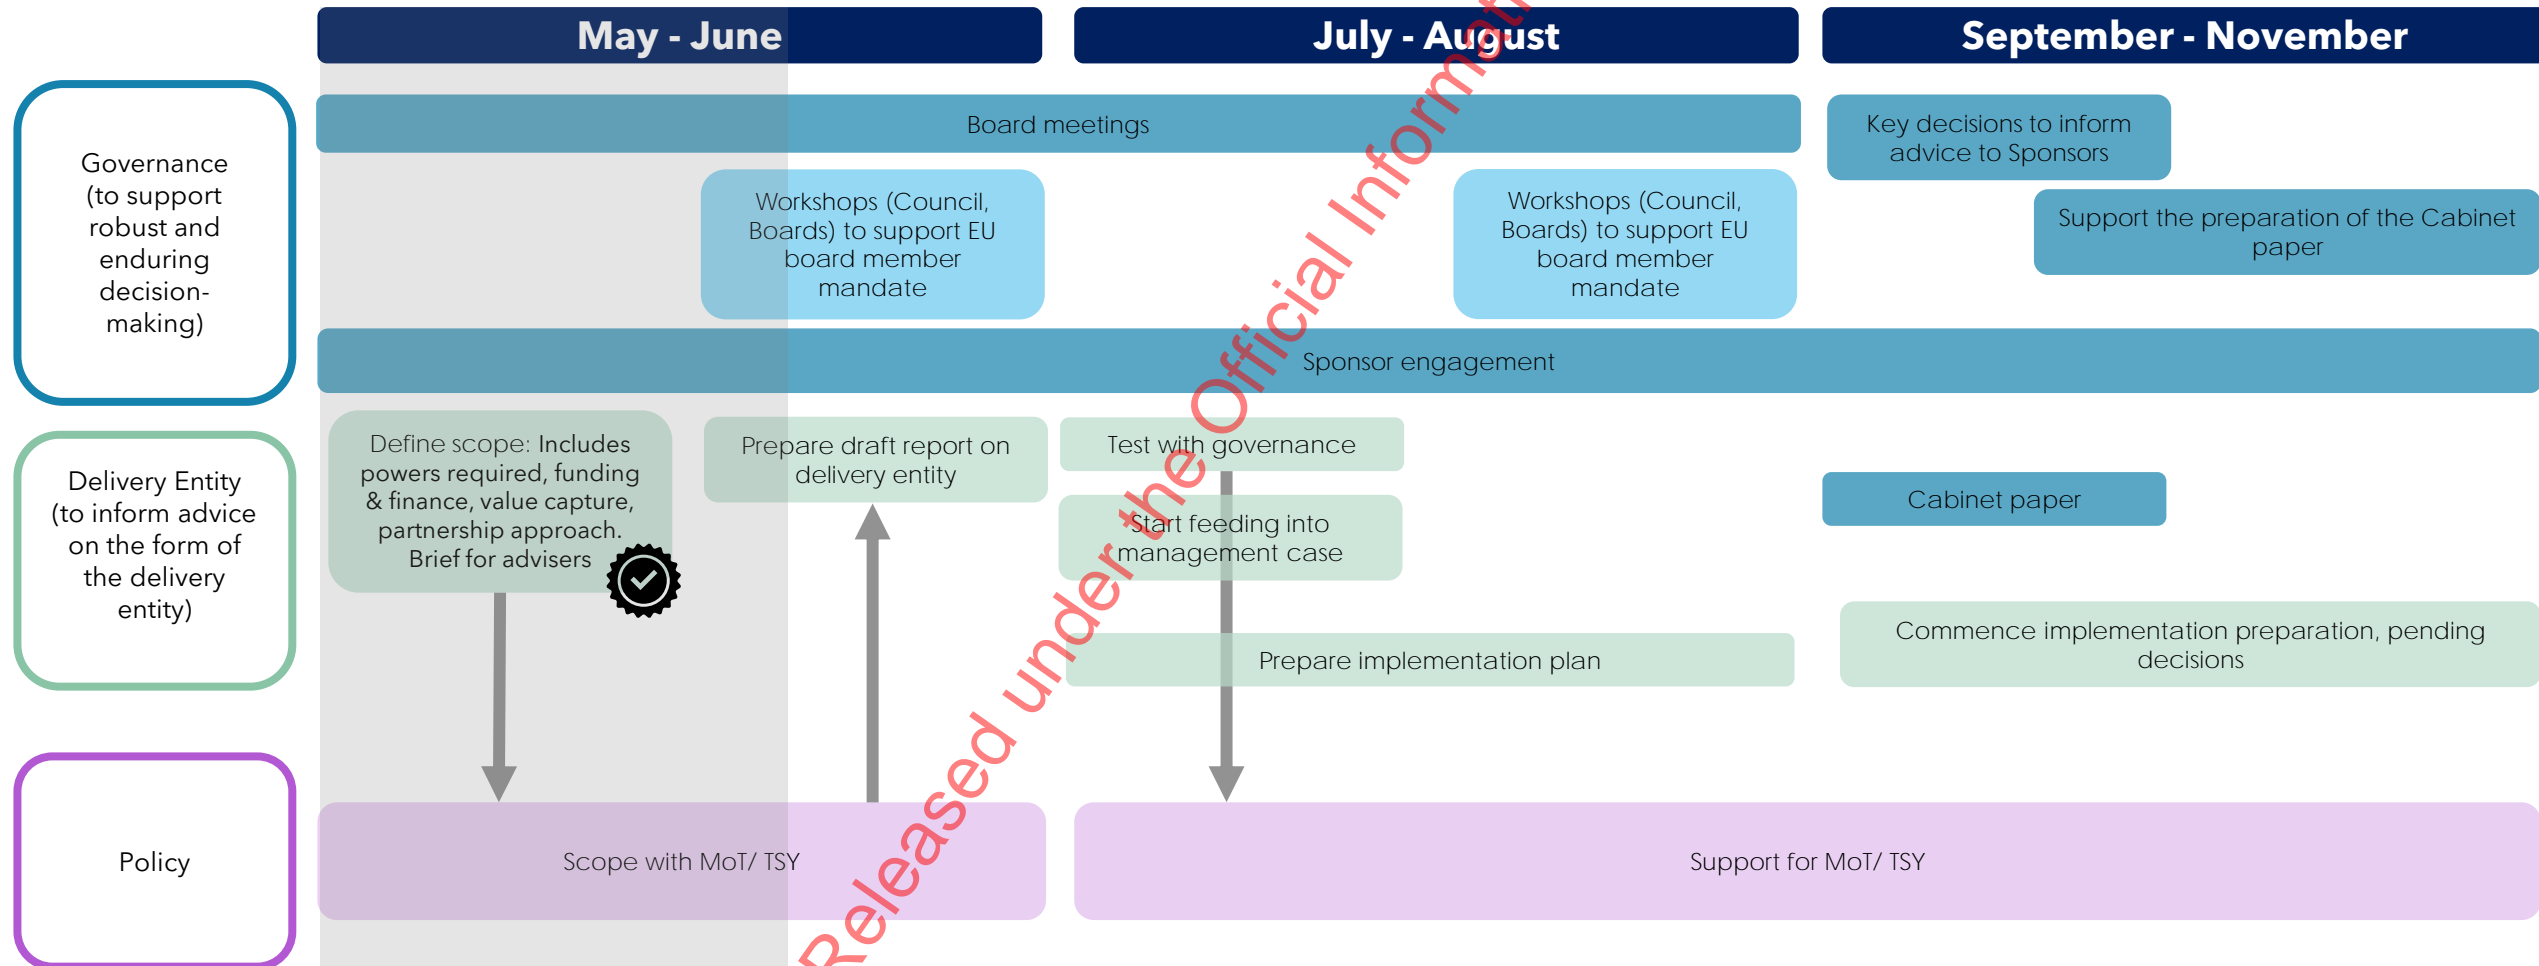 May - June
July - August
September - November
Governance
(to support
robust and
enduring
decision-
making)
Board meetings
Key decisions to inform
advice to Sponsors
Workshops (Council,
Boards) to support EU
board member
mandate
Workshops (Council,
Boards) to support EU
board member
mandate
Support the preparation of the Cabinet
paper
Sponsor engagement
Delivery Entity
(to inform advice
on the form of
the delivery
entity)
Define scope: Includes
powers required, funding
& finance, value capture,
partnership approach.
Brief for advisers
Prepare draft report on
delivery entity
Test with governance
Start feeding into
management case
Cabinet paper
Prepare implementation plan
Commence implementation preparation, pending
decisions
Policy
Scope with MoT/ TSY
Support for MoT/ TSY
Released under the Official Informati